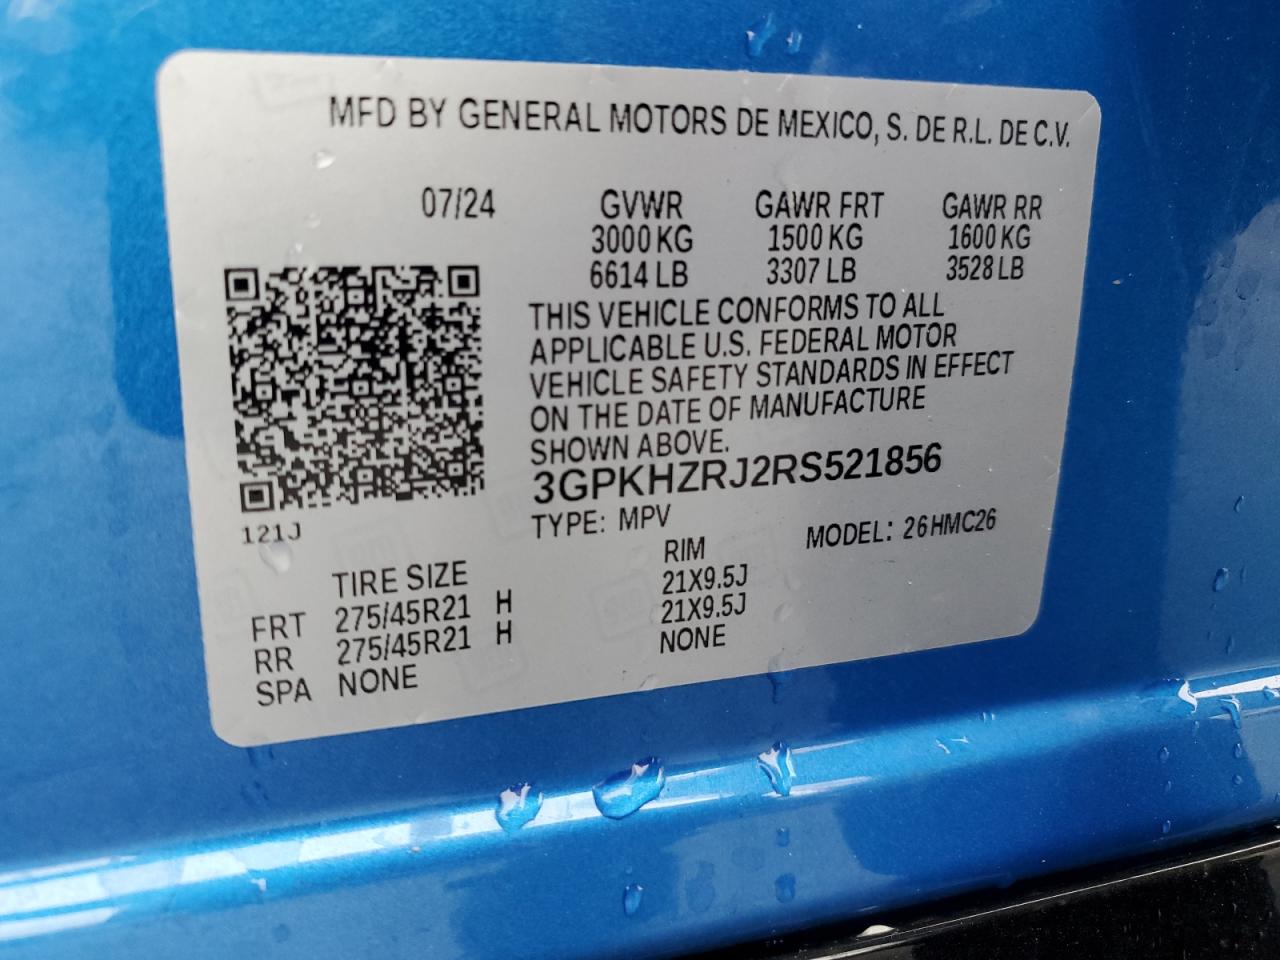 MFD BY GENERAL MOTORS DE MEXICO, S. DE R.L. DE C.V.
07/24 GVWR GAWR FRT GAWR RR
3000 KG 1500 KG 1600 KG
6614 LB 3307 LB 3528 LB
THIS VEHICLE CONFORMS TO ALL
APPLICABLE U.S. FEDERAL MOTOR
VEHICLE SAFETY STANDARDS IN EFFECT
ON THE DATE OF MANUFACTURE
SHOWN ABOVE.
3GPKHZRJ2RS521856
121J
TYPE: MPV MODEL: 26HMC26
TIRE SIZE RIM
FRT 275/45R21 H 21X9.5J
RR 275/45R21 H 21X9.5J
SPA NONE NONE